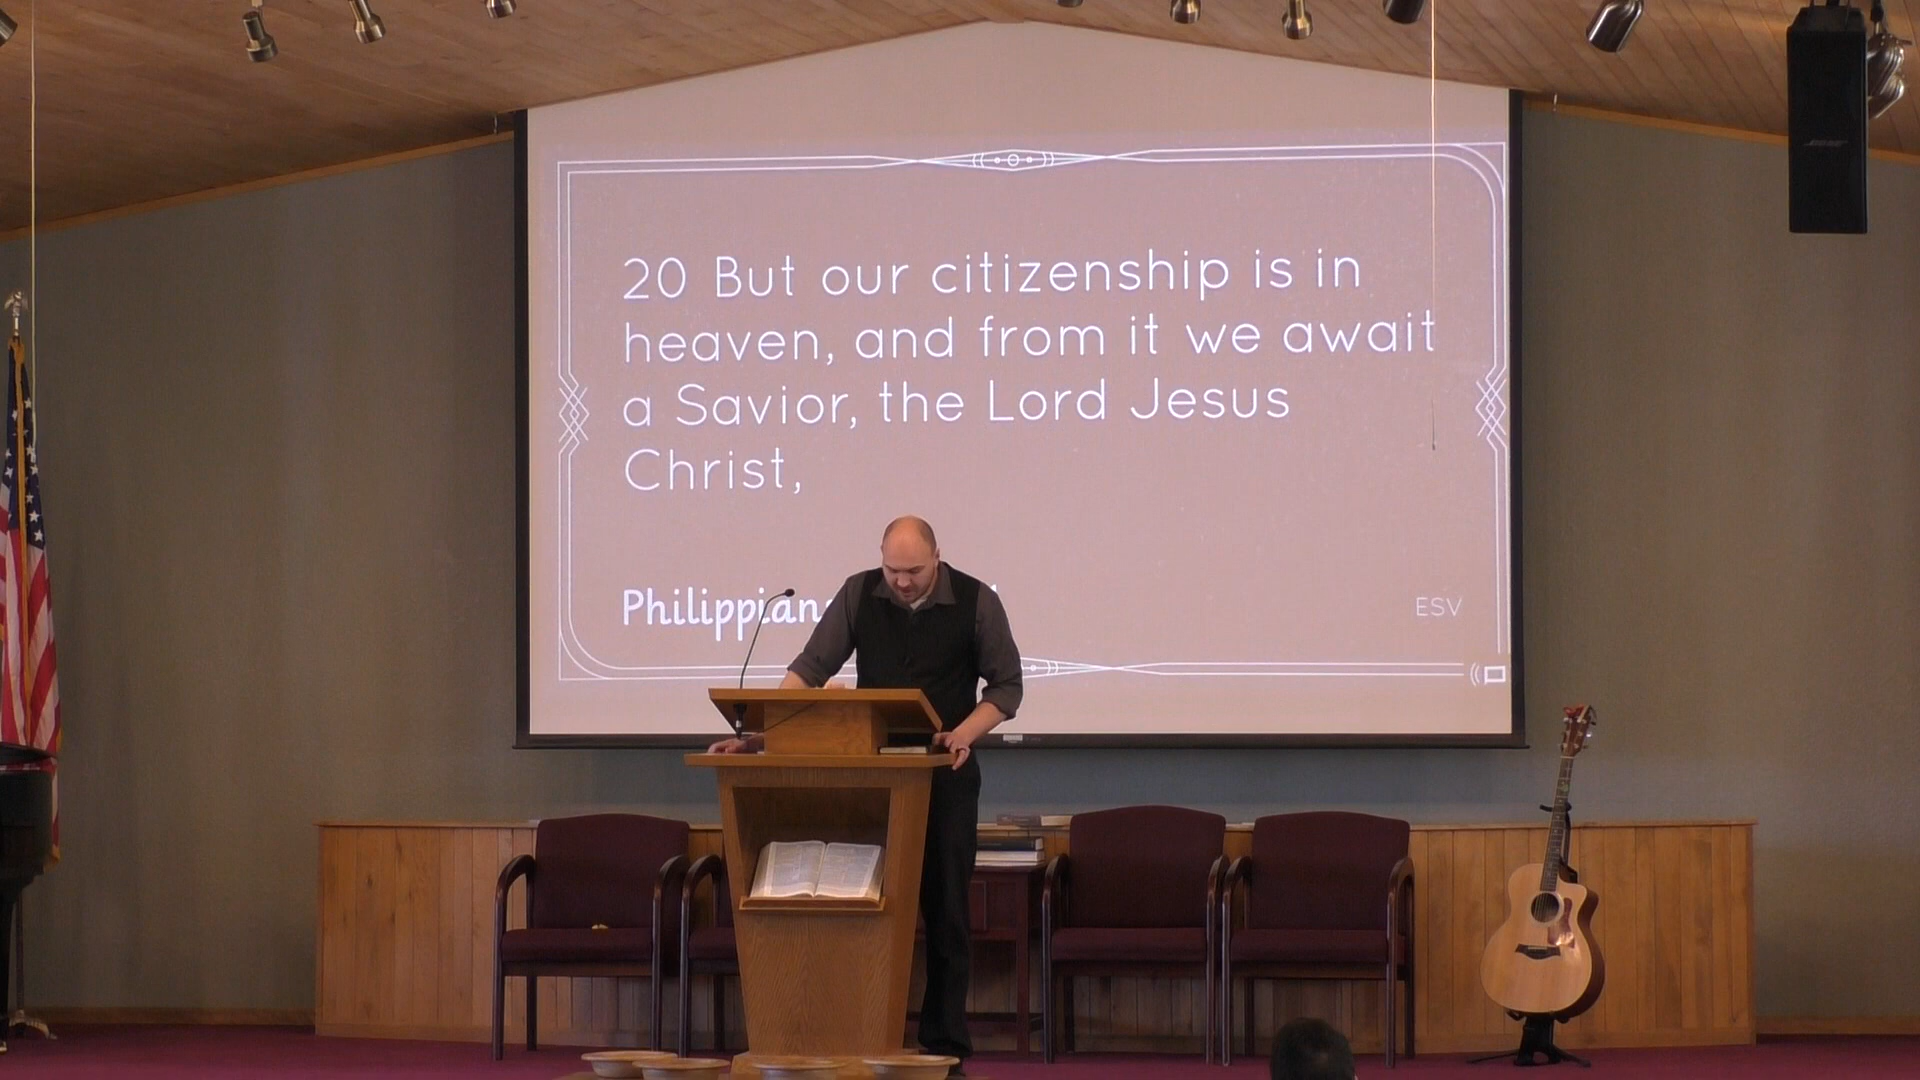 20 But our citizenship is in
heaven, and from it we await
a Savior, the Lord Jesus
Christ,
ESV